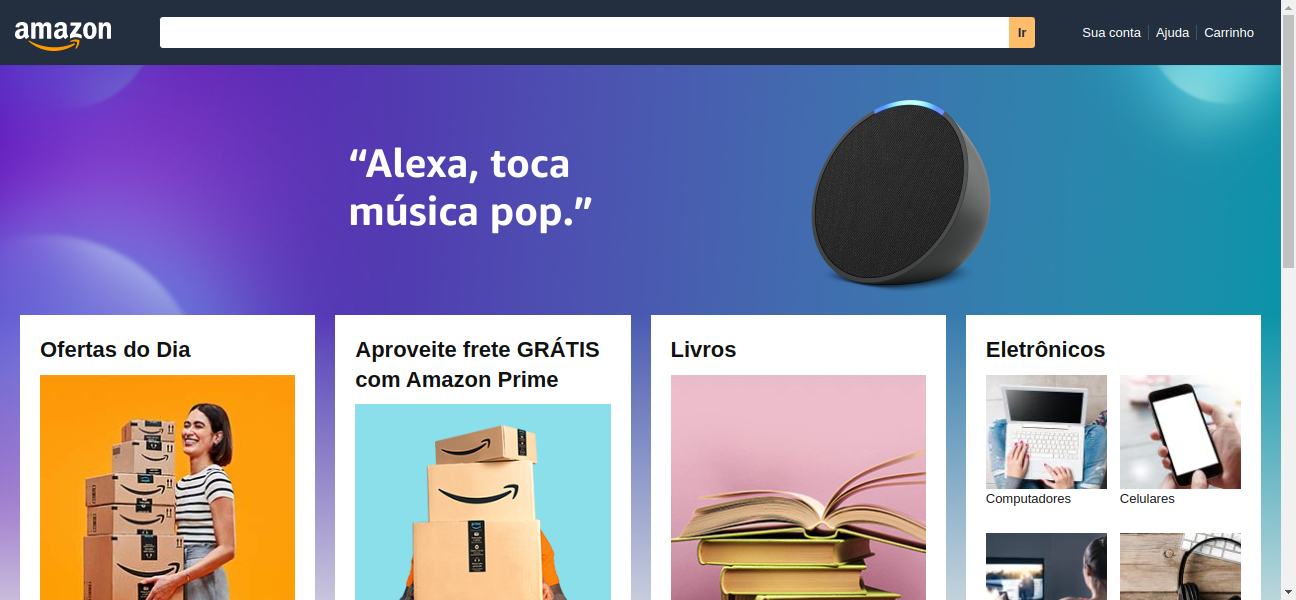 amazon
Ir
Sua conta
Ajuda
Carrinho
“Alexa, toca
música pop.”
Ofertas do Dia
Aproveite frete GRÁTIS
com Amazon Prime
Livros
Eletrônicos
Computadores
Celulares